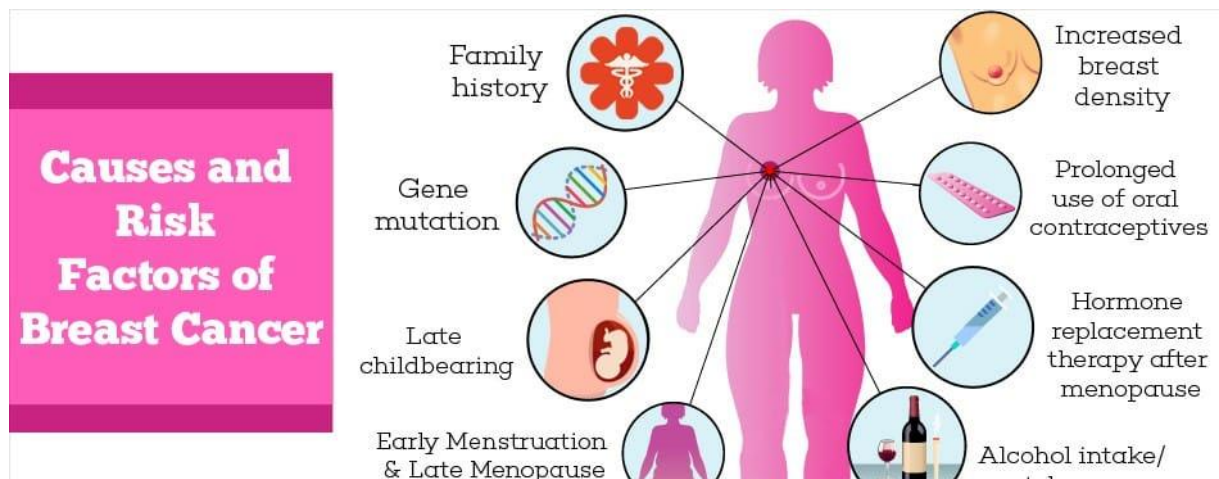 Causes and
Risk
Factors of
Breast Cancer
Family
history
Gene
mutation
Late
childbearing
Early Menstruation
& Late Menopause
Increased
breast
density
Prolonged
use of oral
contraceptives
Hormone
replacement
therapy after
menopause
Alcohol intake/